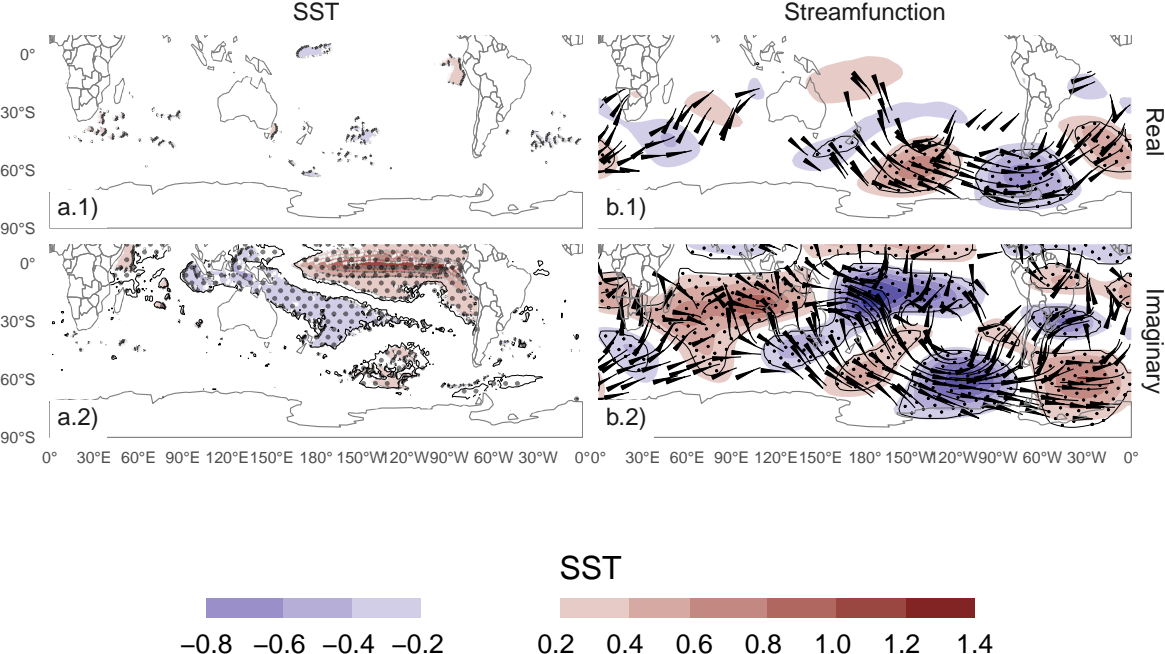 SST Streamfunction
0°
30°S
60°S
90°S
a.1) b.1)
Real
0°
30°S
60°S
90°S
a.2) b.2)
Imaginary
0° 30°E 60°E 90°E 120°E 150°E 180° 150°W 120°W 90°W 60°W 30°W 0° 30°E 60°E 90°E 120°E 150°E 180° 150°W 120°W 90°W 60°W 30°W 0°
SST
−0.8 −0.6 −0.4 −0.2 0.2 0.4 0.6 0.8 1.0 1.2 1.4